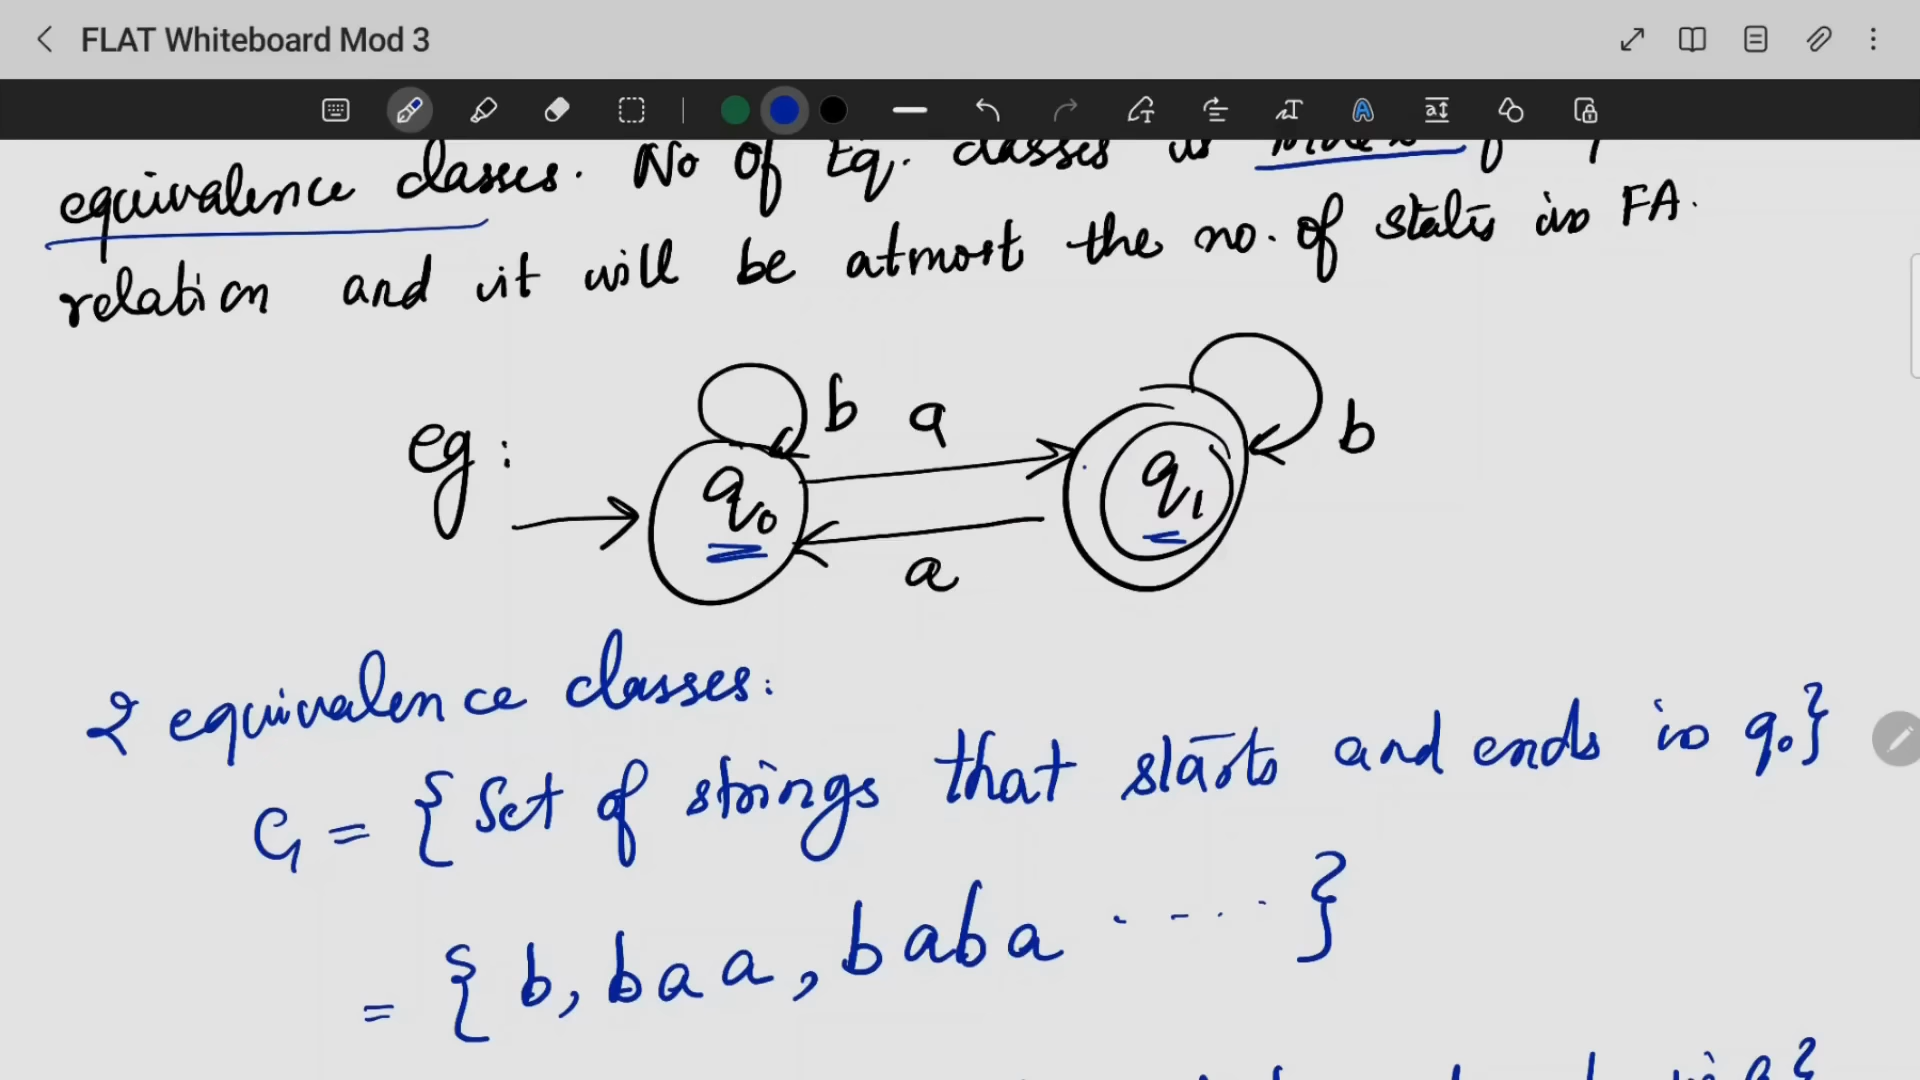 FLAT Whiteboard Mod 3
equivalence classes. No of Eq. classes is index of
relation and it will be atmost the no. of states in FA.
eg:
b a b
q0 q1
a
2 equivalence classes:
C1 = {Set of strings that starts and ends in q0}
= {b, baa, baba ....}